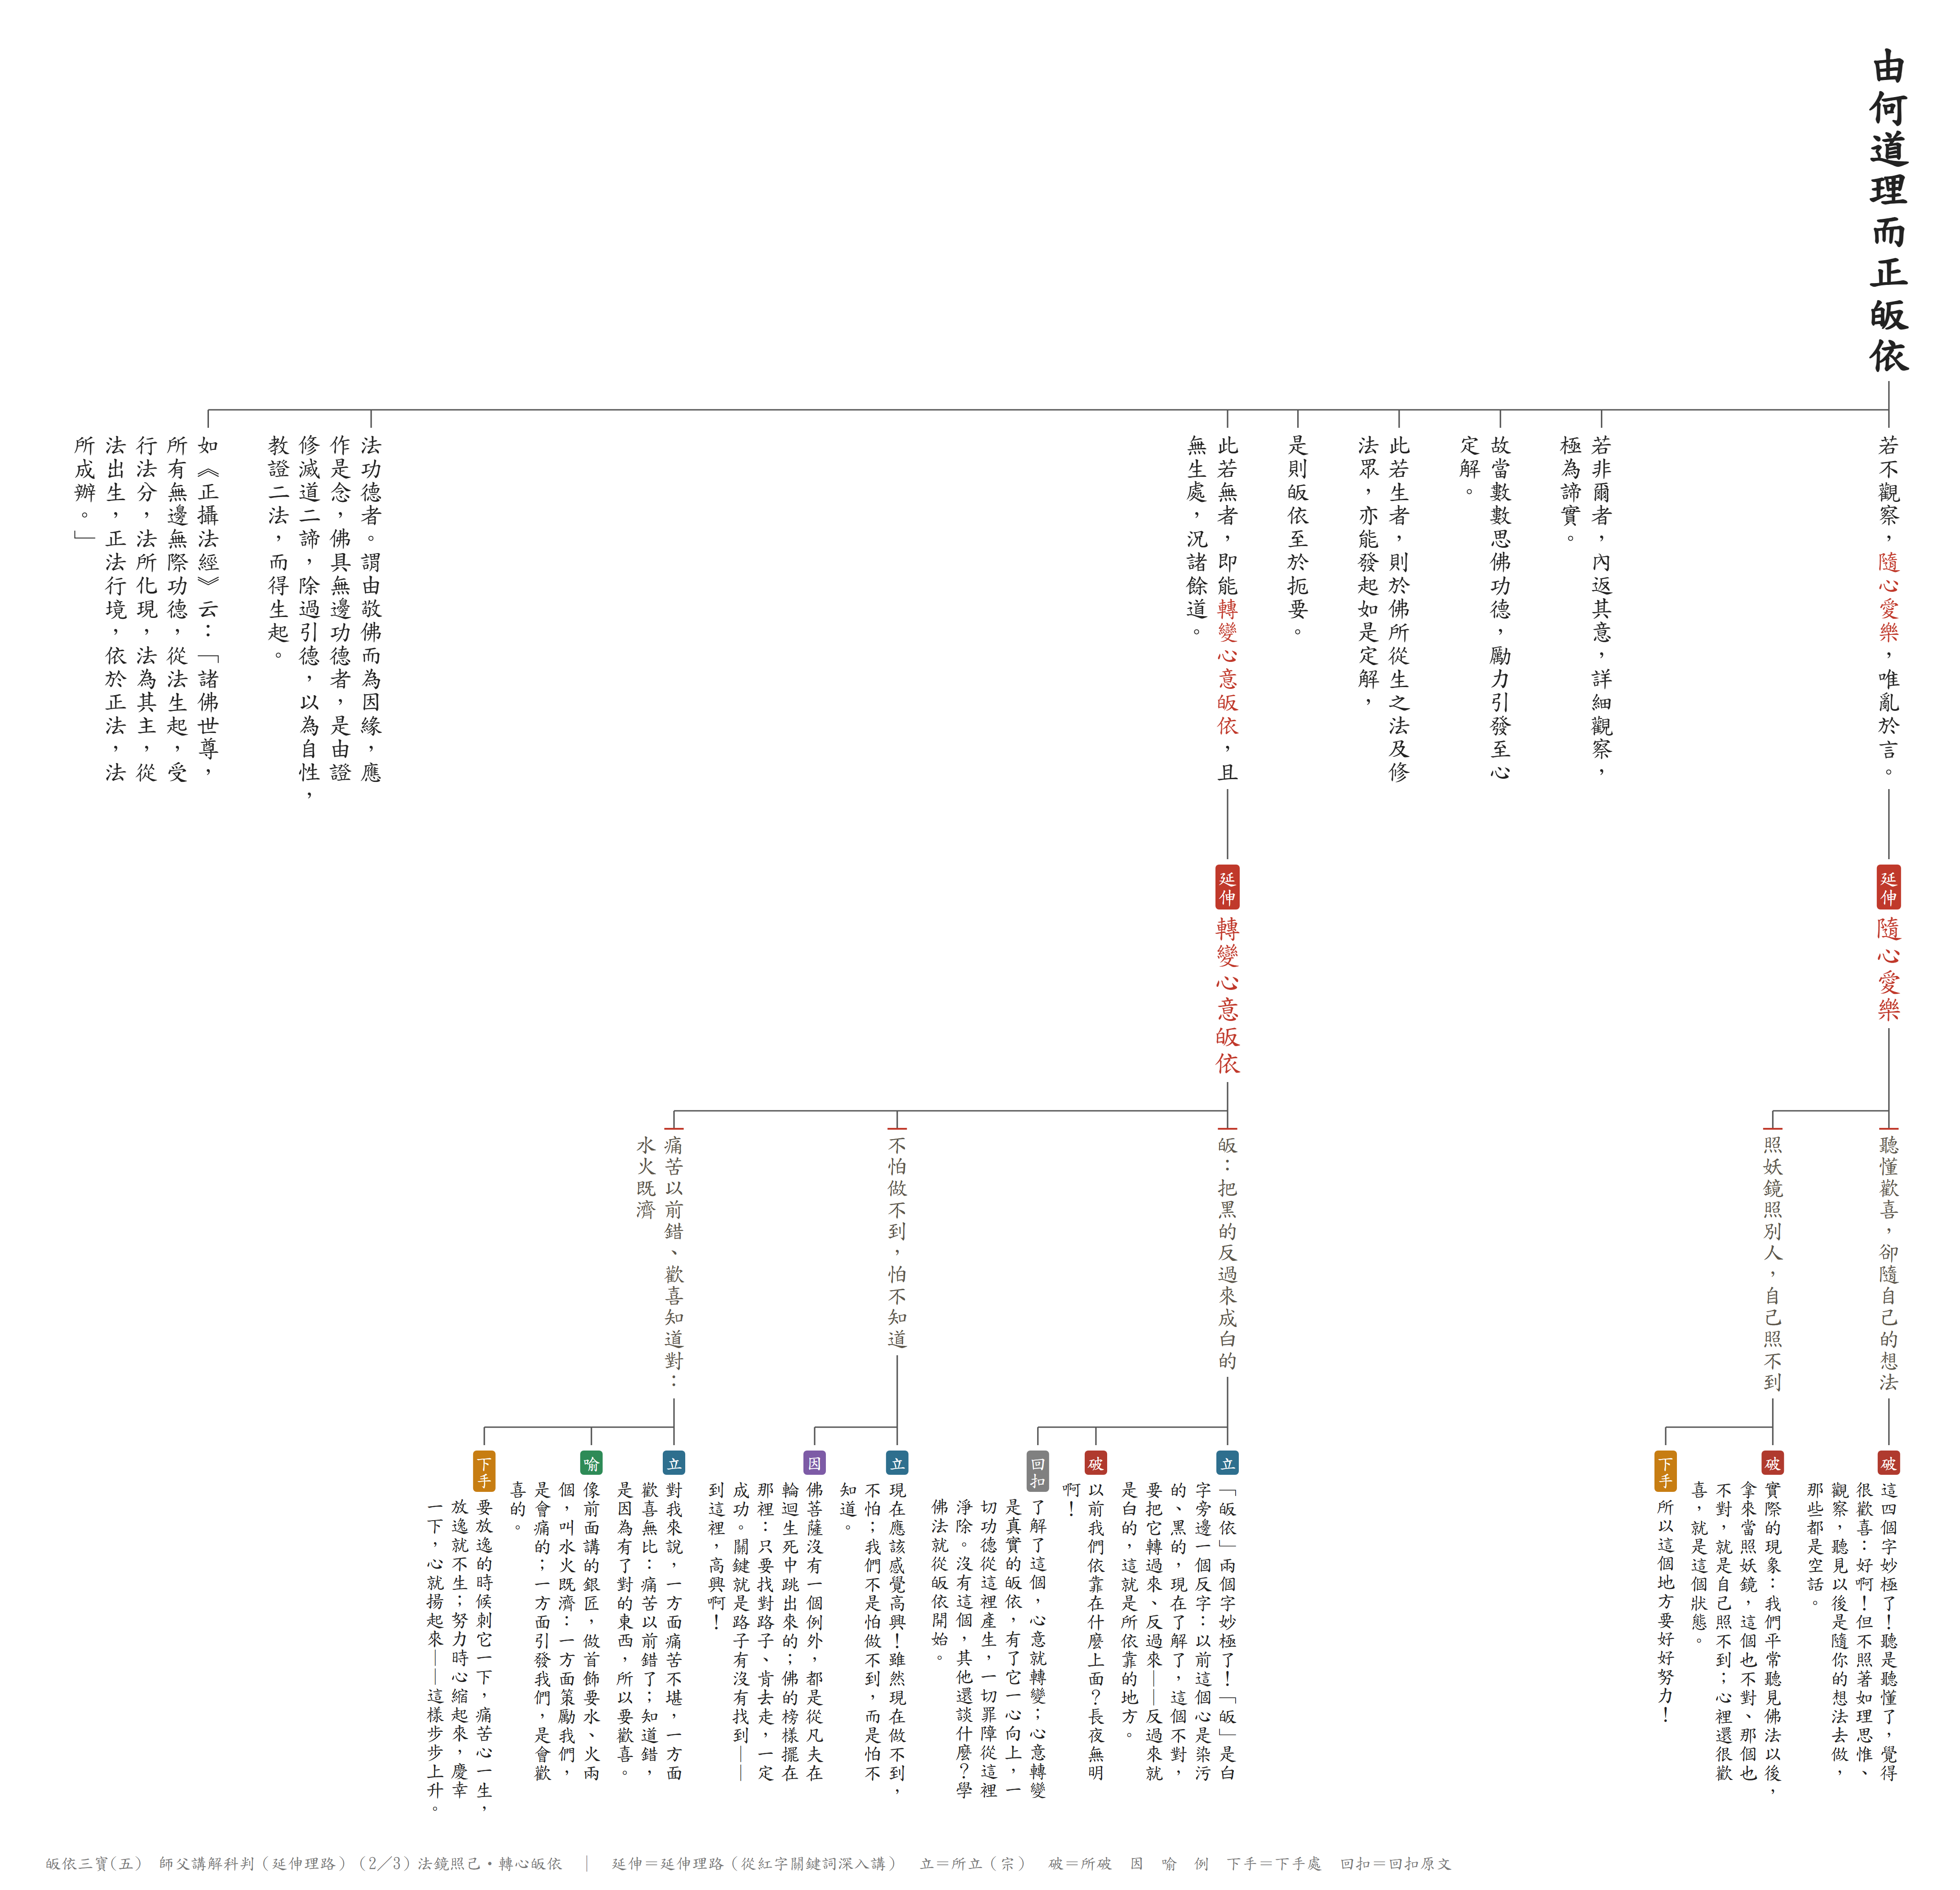 由何道理而正皈依
若不觀察，隨心愛樂，唯亂於言。
若非爾者，內返其意，詳細觀察，
極為諦實。
故當數數思佛功德，勵力引發至心
定解。
此若生者，則於佛所從生之法及修
法眾，亦能發起如是定解，
是則皈依至於扼要。
此若無者，即能轉變心意皈依，且
無生處，況諸餘道。
法功德者。謂由敬佛而為因緣，應
作是念，佛具無邊功德者，是由證
修滅道二諦，除過引德，以為自性，
教證二法，而得生起。
如《正攝法經》云：「諸佛世尊，
所有無邊無際功德，從法生起，受
行法分，法所化現，法為其主，從
法出生，正法行境，依於正法，法
所成辦。」
延伸
隨心愛樂
延伸
轉變心意皈依
聽懂歡喜，卻隨自己的想法
照妖鏡照別人，自己照不到
皈：把黑的反過來成白的
不怕做不到，怕不知道
痛苦以前錯、歡喜知道對：
水火既濟
破
這四個字妙極了！聽是聽懂了，覺得
很歡喜：好啊！但不照著如理思惟、
觀察，聽見以後是隨你的想法去做，
那些都是空話。
破
實際的現象：我們平常聽見佛法以後，
拿來當照妖鏡，這個也不對、那個也
不對，就是自己照不到；心裡還很歡
喜，就是這個狀態。
下手
所以這個地方要好好努力！
立
「皈依」兩個字妙極了！「皈」是白
字旁邊一個反字：以前這個心是染污
的、黑的，現在了解了，這個不對，
要把它轉過來、反過來——反過來就
是白的，這就是所依靠的地方。
破
以前我們依靠在什麼上面？長夜無明
啊！
回扣
了解了這個，心意就轉變；心意轉變
是真實的皈依，有了它一心向上，一
切功德從這裡產生，一切罪障從這裡
淨除。沒有這個，其他還談什麼？學
佛法就從皈依開始。
立
現在應該感覺高興！雖然現在做不到，
不怕；我們不是怕做不到，而是怕不
知道。
因
佛菩薩沒有一個例外，都是從凡夫在
輪迴生死中跳出來的；佛的榜樣擺在
那裡：只要找對路子、肯去走，一定
成功。關鍵就是路子有沒有找到——
到這裡，高興啊！
立
對我來說，一方面痛苦不堪，一方面
歡喜無比：痛苦以前錯了；知道錯，
是因為有了對的東西，所以要歡喜。
喻
像前面講的銀匠，做首飾要水、火兩
個，叫水火既濟：一方面策勵我們，
是會痛的；一方面引發我們，是會歡
喜的。
下手
要放逸的時候刺它一下，痛苦心一生，
放逸就不生；努力時心縮起來，慶幸
一下，心就揚起來——這樣步步上升。
皈依三寶（五）　師父講解科判（延伸理路）（2／3）法鏡照己・轉心皈依　｜　延伸＝延伸理路（從紅字關鍵詞深入講）　立＝所立（宗）　破＝所破　因　喻　例　下手＝下手處　回扣＝回扣原文